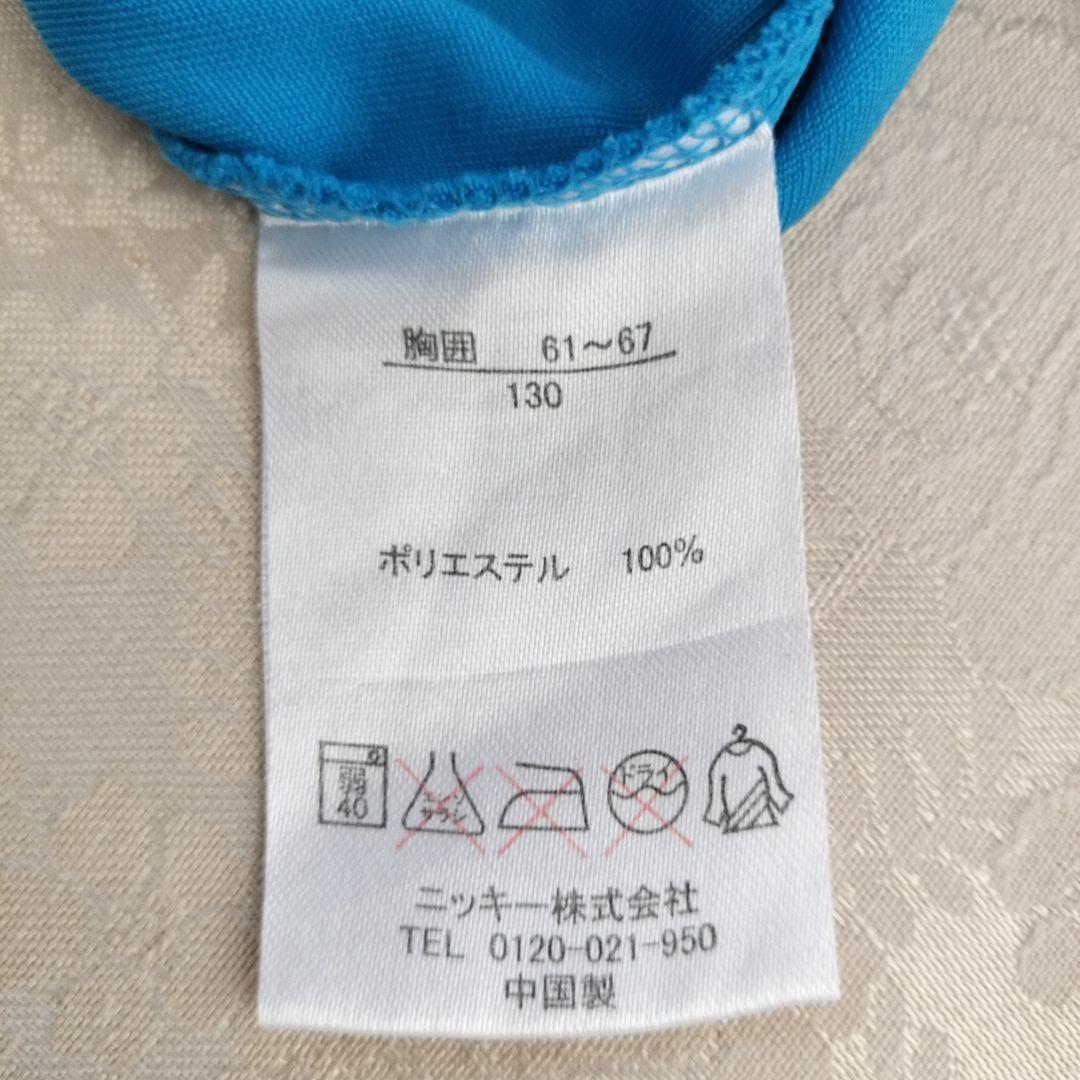 胸囲 61～67
130
ポリエステル 100%
弱
40
ドライ
ニッキー株式会社
TEL 0120-021-950
中国製